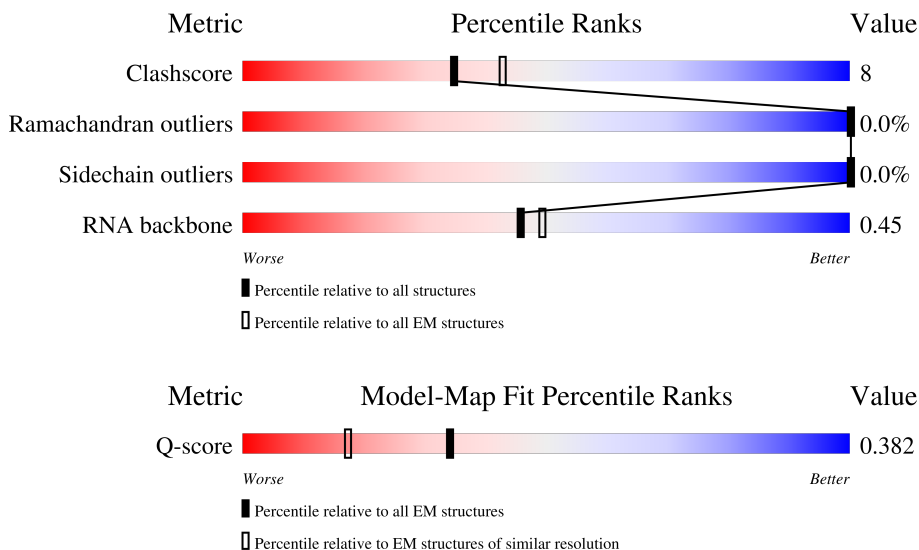 Metric Percentile Ranks Value
Clashscore 8
Ramachandran outliers 0.0%
Sidechain outliers 0.0%
RNA backbone 0.45
Worse Better
Percentile relative to all structures
Percentile relative to all EM structures
Metric Model-Map Fit Percentile Ranks Value
Q-score 0.382
Worse Better
Percentile relative to all EM structures
Percentile relative to EM structures of similar resolution